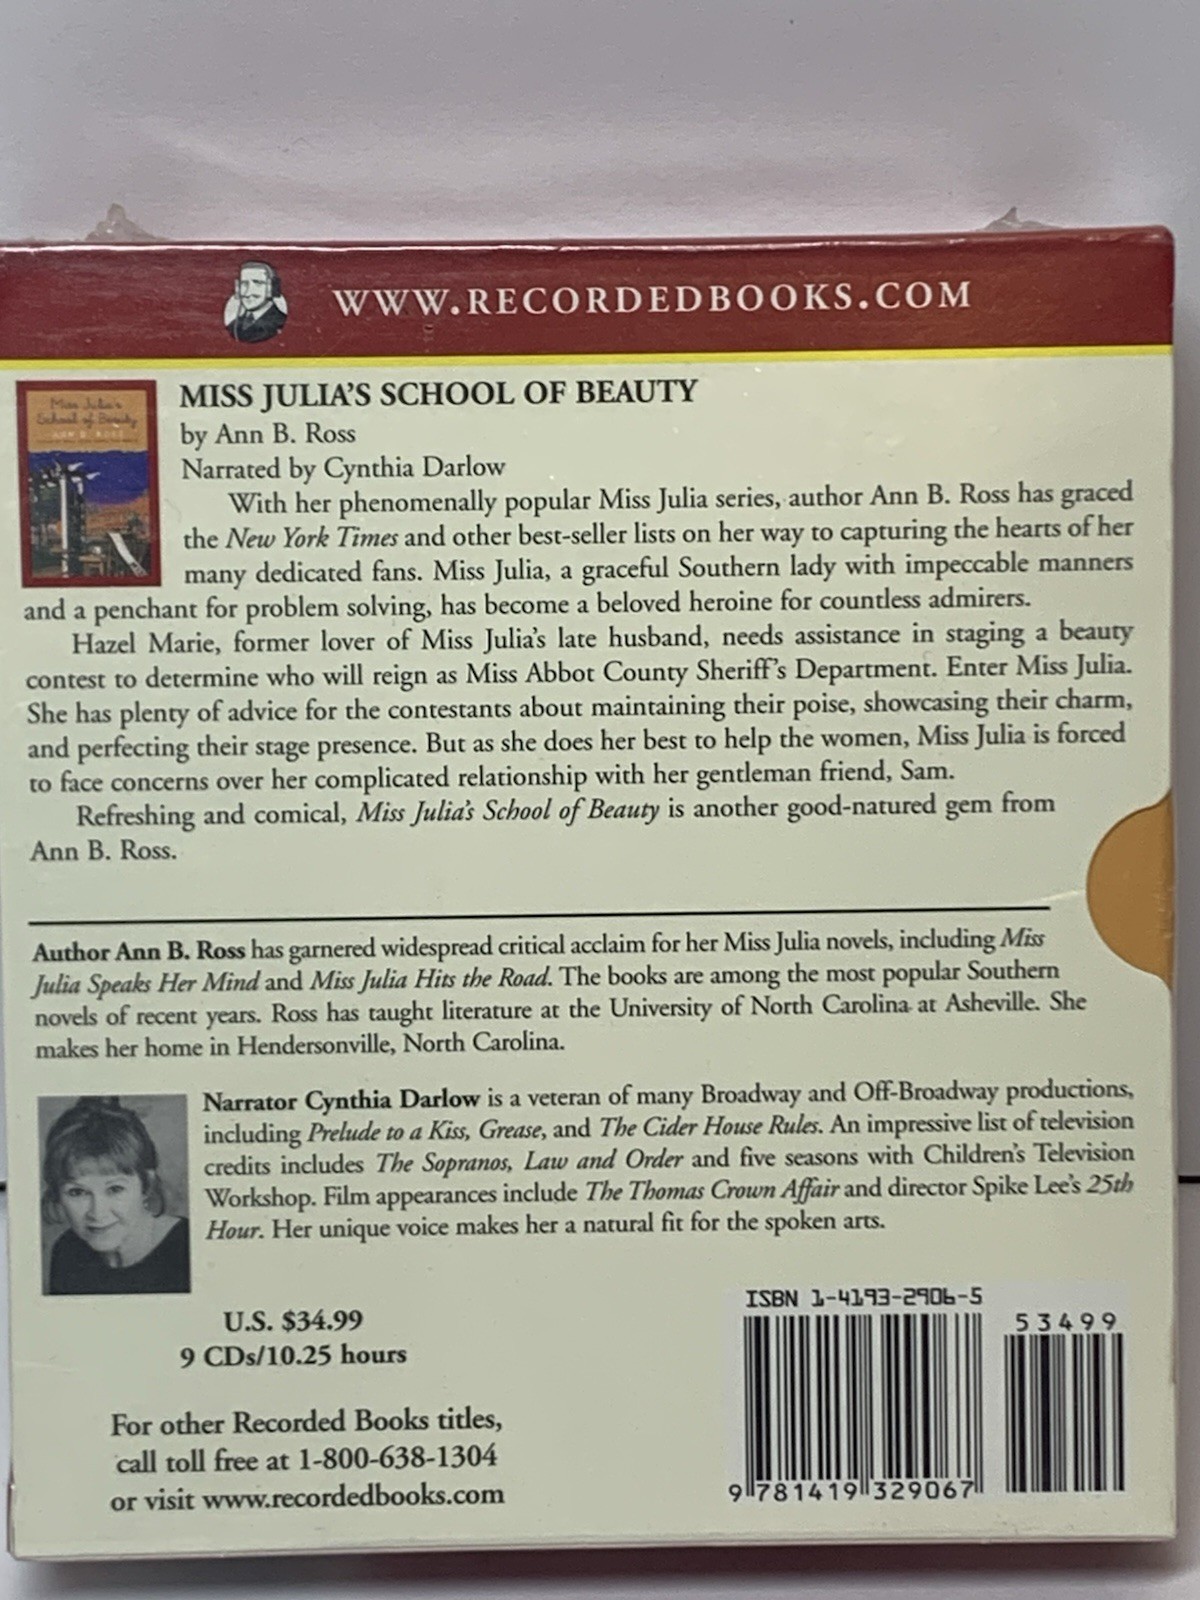 WWW.RECORDEDBOOKS.COM
Miss Julia's
School of Beauty
ANN B. ROSS
MISS JULIA'S SCHOOL OF BEAUTY
by Ann B. Ross
Narrated by Cynthia Darlow
With her phenomenally popular Miss Julia series, author Ann B. Ross has graced
the New York Times and other best-seller lists on her way to capturing the hearts of her
many dedicated fans. Miss Julia, a graceful Southern lady with impeccable manners
and a penchant for problem solving, has become a beloved heroine for countless admirers.
Hazel Marie, former lover of Miss Julia's late husband, needs assistance in staging a beauty
contest to determine who will reign as Miss Abbot County Sheriff's Department. Enter Miss Julia.
She has plenty of advice for the contestants about maintaining their poise, showcasing their charm,
and perfecting their stage presence. But as she does her best to help the women, Miss Julia is forced
to face concerns over her complicated relationship with her gentleman friend, Sam.
Refreshing and comical, Miss Julia's School of Beauty is another good-natured gem from
Ann B. Ross.
Author Ann B. Ross has garnered widespread critical acclaim for her Miss Julia novels, including Miss
Julia Speaks Her Mind and Miss Julia Hits the Road. The books are among the most popular Southern
novels of recent years. Ross has taught literature at the University of North Carolina at Asheville. She
makes her home in Hendersonville, North Carolina.
Narrator Cynthia Darlow is a veteran of many Broadway and Off-Broadway productions,
including Prelude to a Kiss, Grease, and The Cider House Rules. An impressive list of television
credits includes The Sopranos, Law and Order and five seasons with Children's Television
Workshop. Film appearances include The Thomas Crown Affair and director Spike Lee's 25th
Hour. Her unique voice makes her a natural fit for the spoken arts.
U.S. $34.99
9 CDs/10.25 hours
For other Recorded Books titles,
call toll free at 1-800-638-1304
or visit www.recordedbooks.com
ISBN 1-4193-2906-5
53499
9 781419 329067